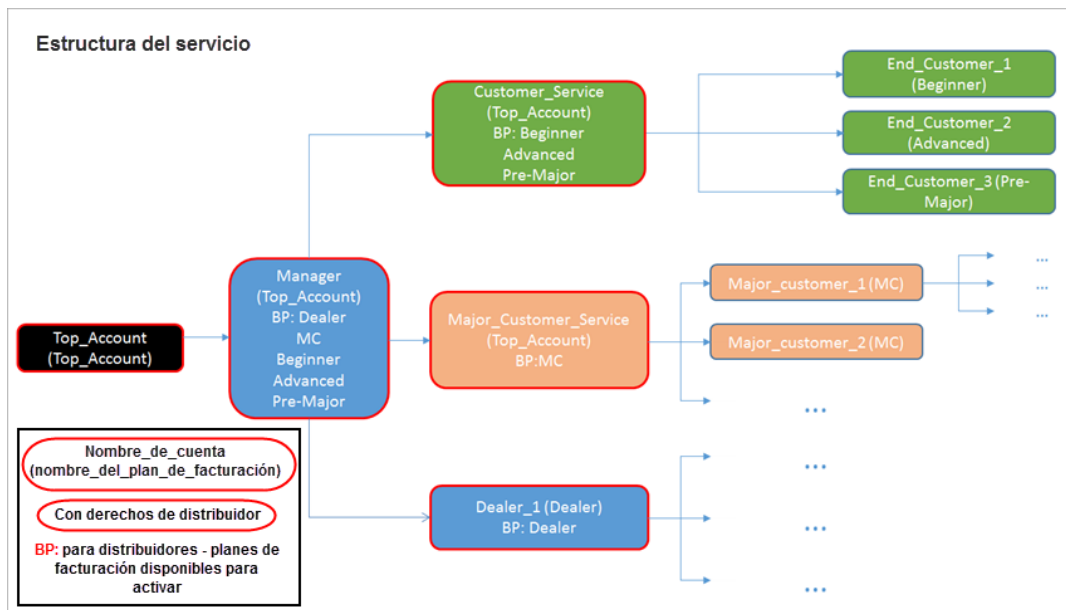 Estructura del servicio
Top_Account
(Top_Account)
Manager
(Top_Account)
BP: Dealer
MC
Beginner
Advanced
Pre-Major
Customer_Service
(Top_Account)
BP: Beginner
Advanced
Pre-Major
End_Customer_1
(Beginner)
End_Customer_2
(Advanced)
End_Customer_3 (Pre-
Major)
Major_Customer_Service
(Top_Account)
BP:MC
Major_customer_1 (MC)
...
...
...
Major_customer_2 (MC)
...
Dealer_1 (Dealer)
BP: Dealer
...
...
...
Nombre_de_cuenta
(nombre_del_plan_de_facturación)
Con derechos de distribuidor
BP: para distribuidores - planes de
facturación disponibles para
activar